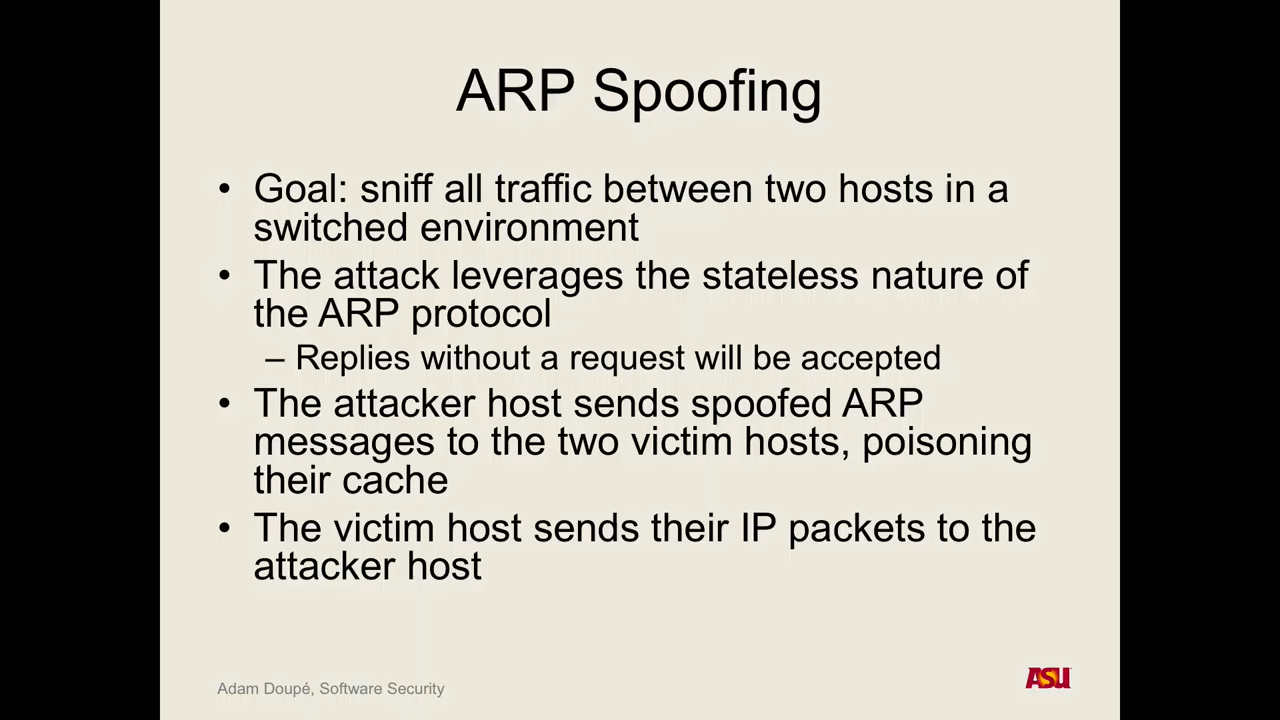 ARP Spoofing
• Goal: sniff all traffic between two hosts in a
switched environment
• The attack leverages the stateless nature of
the ARP protocol
– Replies without a request will be accepted
• The attacker host sends spoofed ARP
messages to the two victim hosts, poisoning
their cache
• The victim host sends their IP packets to the
attacker host
Adam Doupé, Software Security
ASU